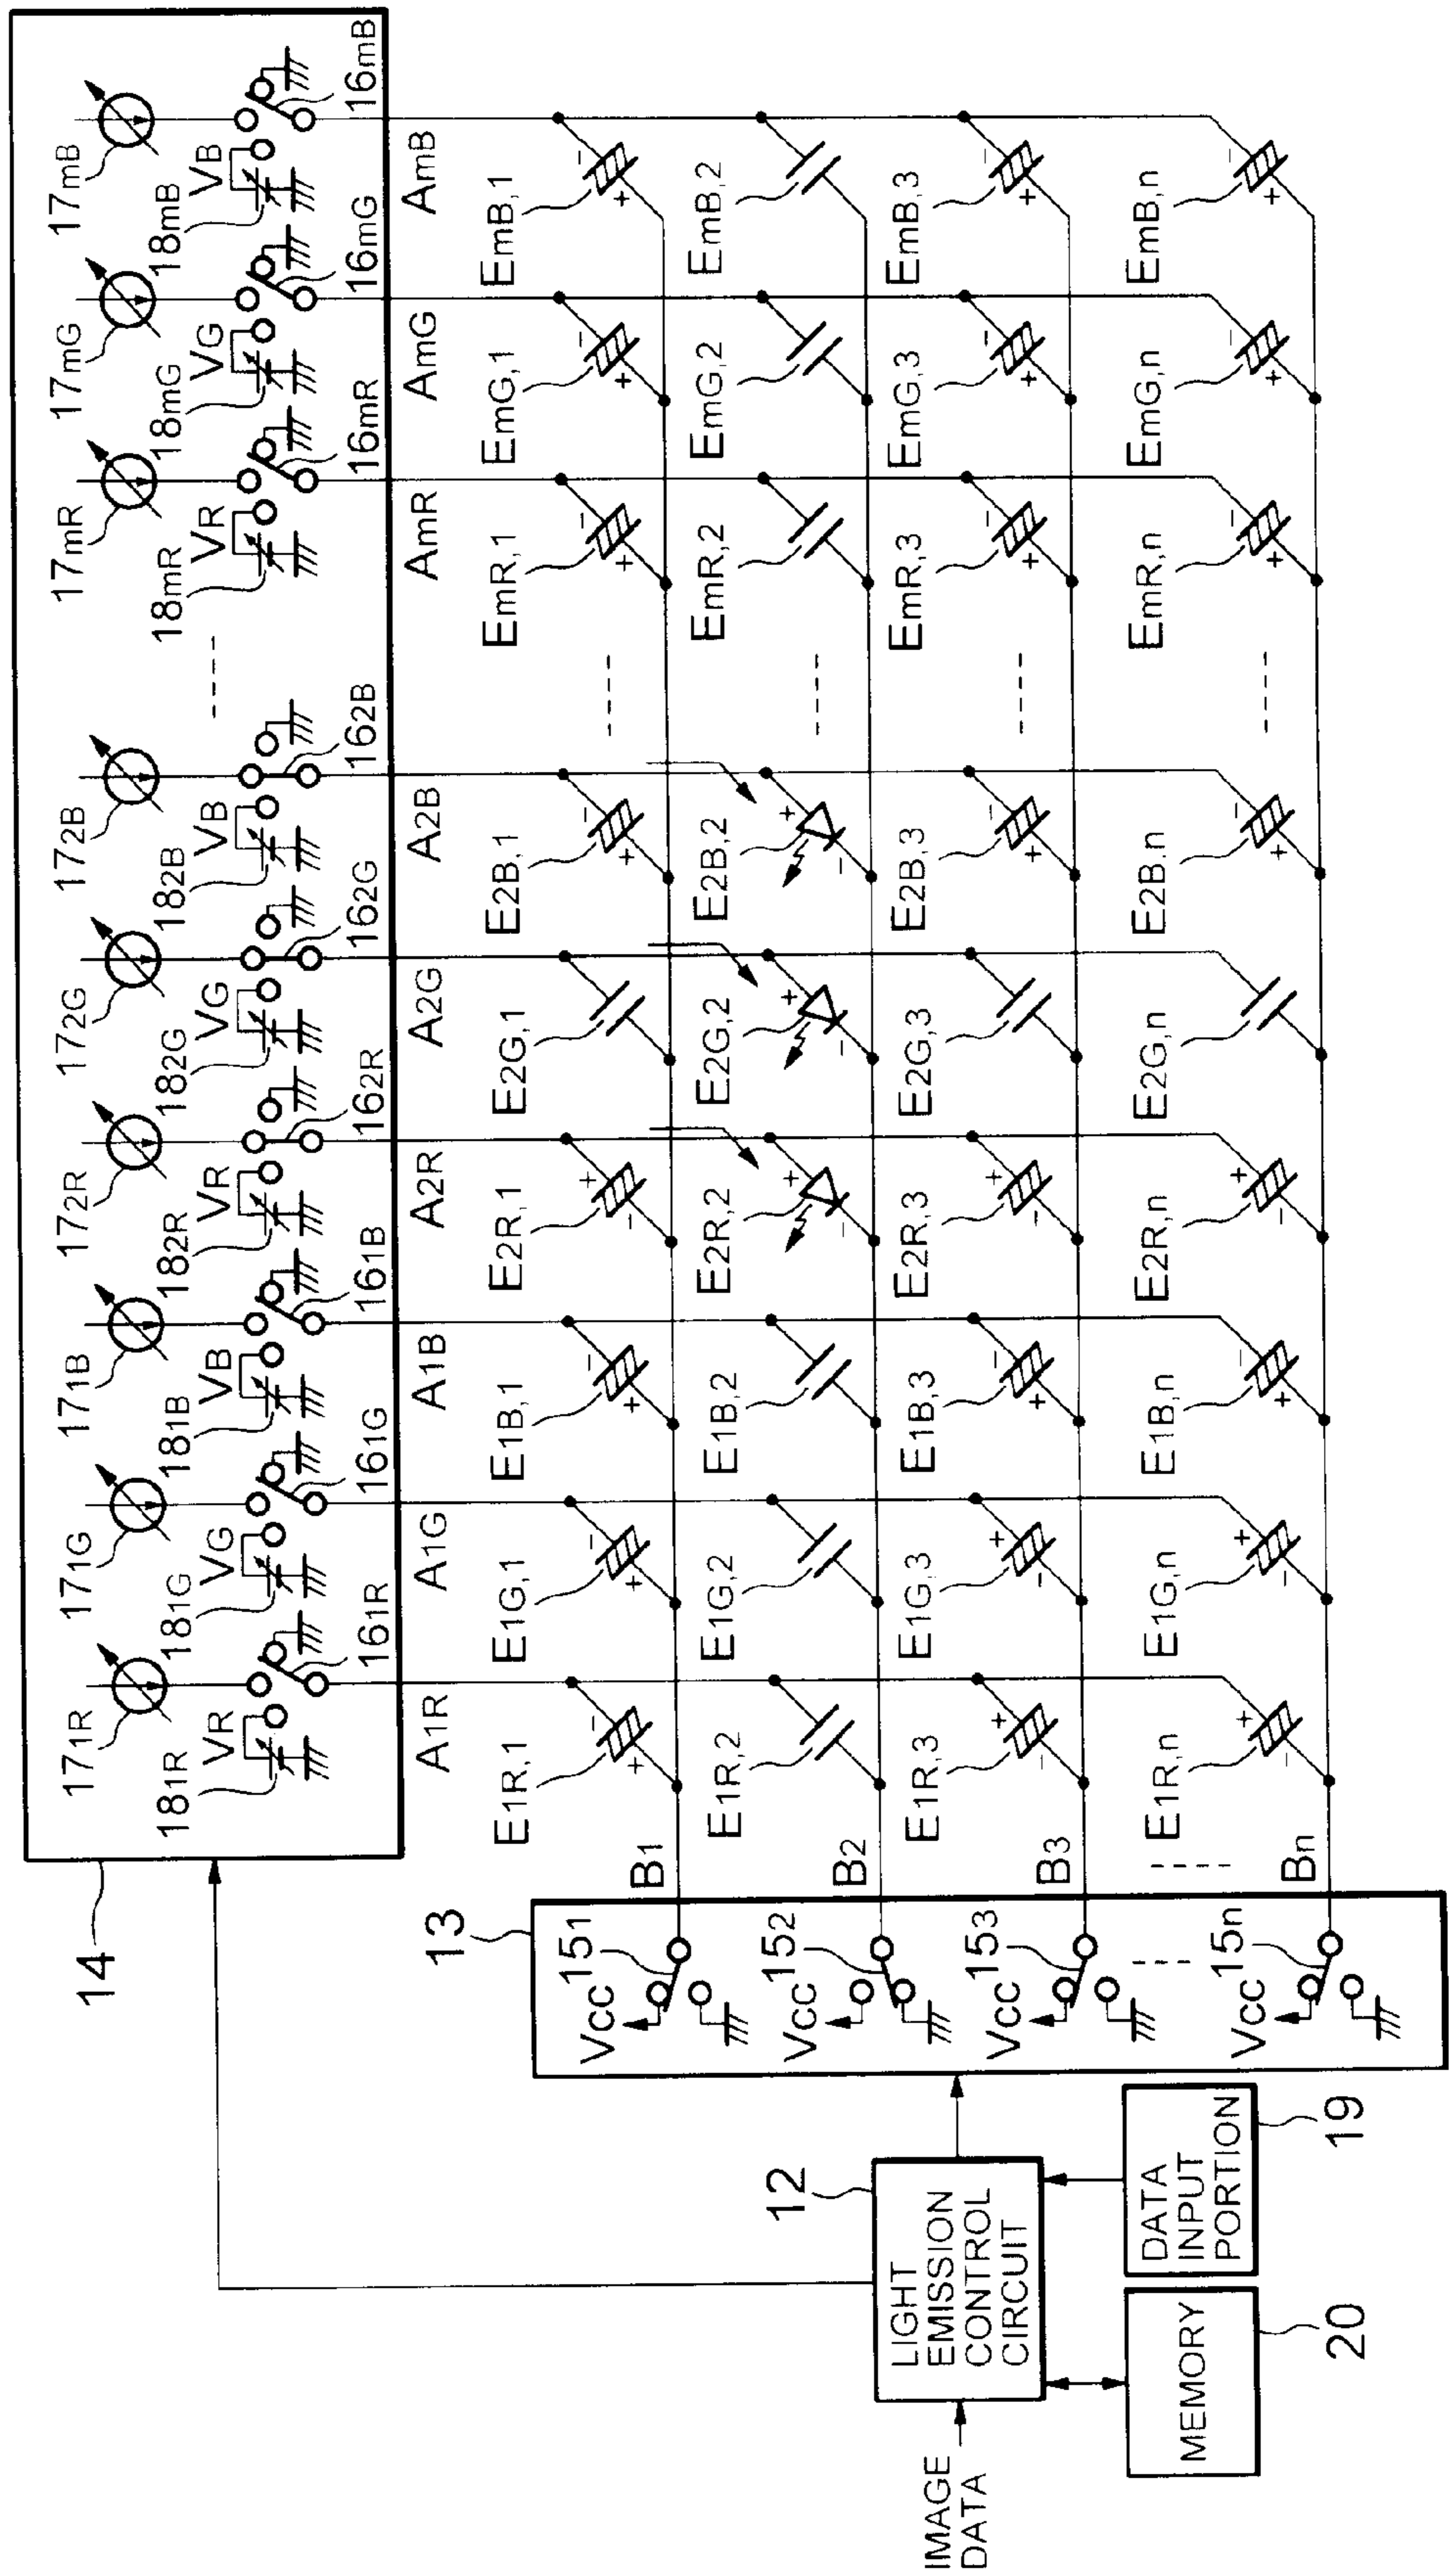 14
17₁R 17₁G 17₁B 17₂R 17₂G 17₂B 17mR 17mG 17mB
VR VG VB VR VG VB VR VG VB
18₁R 18₁G 18₁B 18₂R 18₂G 18₂B 18mR 18mG 18mB
16₁R 16₁G 16₁B 16₂R 16₂G 16₂B 16mR 16mG 16mB
A1R A1G A1B A2R A2G A2B AmR AmG AmB
13
E1R,1 E1G,1 E1B,1 E2R,1 E2G,1 E2B,1 EmR,1 EmG,1 EmB,1
- - - + - - - -
+ + + - + + + +
Vcc 15₁ B1
E1R,2 E1G,2 E1B,2 E2R,2 E2G,2 E2B,2 EmR,2 EmG,2 EmB,2
+ + +
- - -
Vcc 15₂ B2
E1R,3 E1G,3 E1B,3 E2R,3 E2G,3 E2B,3 EmR,3 EmG,3 EmB,3
+ + - + - - - -
- - + - + + + +
Vcc 15₃ B3
E1R,n E1G,n E1B,n E2R,n E2G,n E2B,n EmR,n EmG,n EmB,n
+ + - + - - - -
- - + - + + + +
Vcc 15n Bn
12
IMAGE
DATA
LIGHT
EMISSION
CONTROL
CIRCUIT
MEMORY
20
DATA
INPUT
PORTION
19